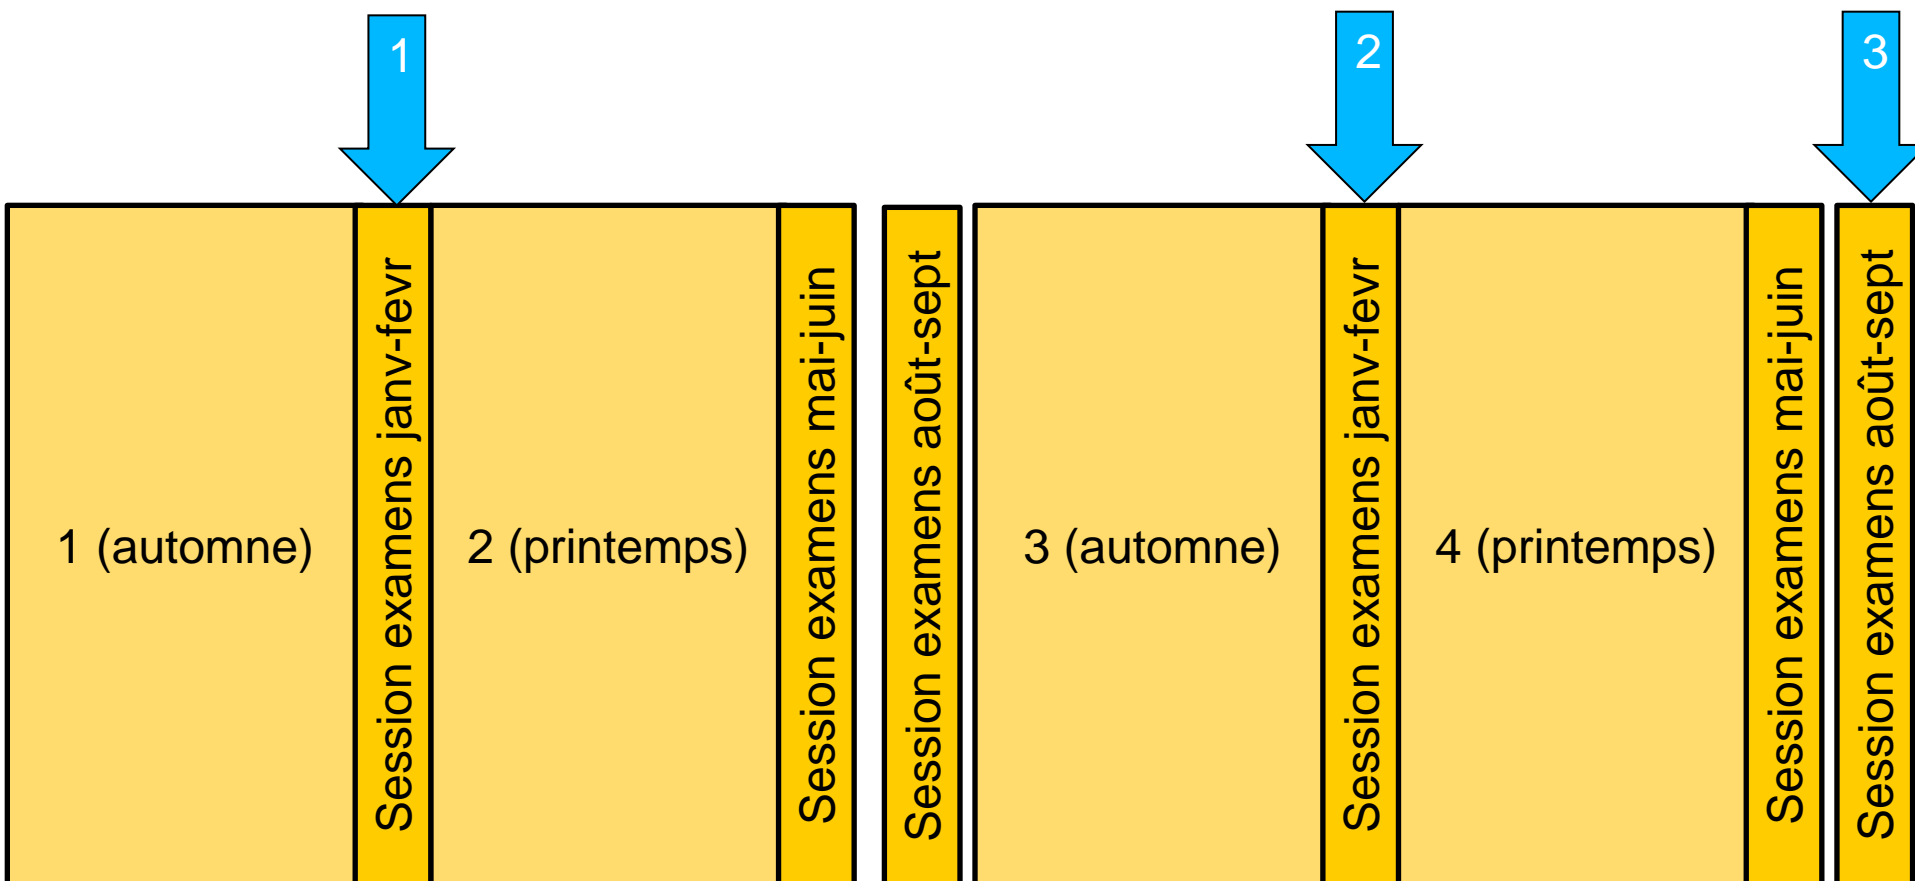 1
2
3
1 (automne)
Session examens janv-fevr
2 (printemps)
Session examens mai-juin
Session examens août-sept
3 (automne)
Session examens janv-fevr
4 (printemps)
Session examens mai-juin
Session examens août-sept